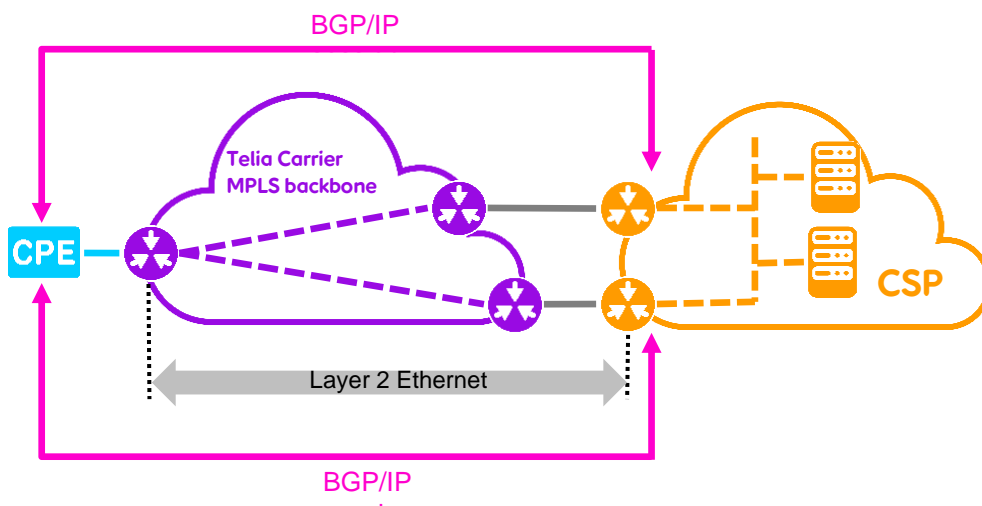 BGP/IP
Telia Carrier
MPLS backbone
CPE
CSP
Layer 2 Ethernet
BGP/IP